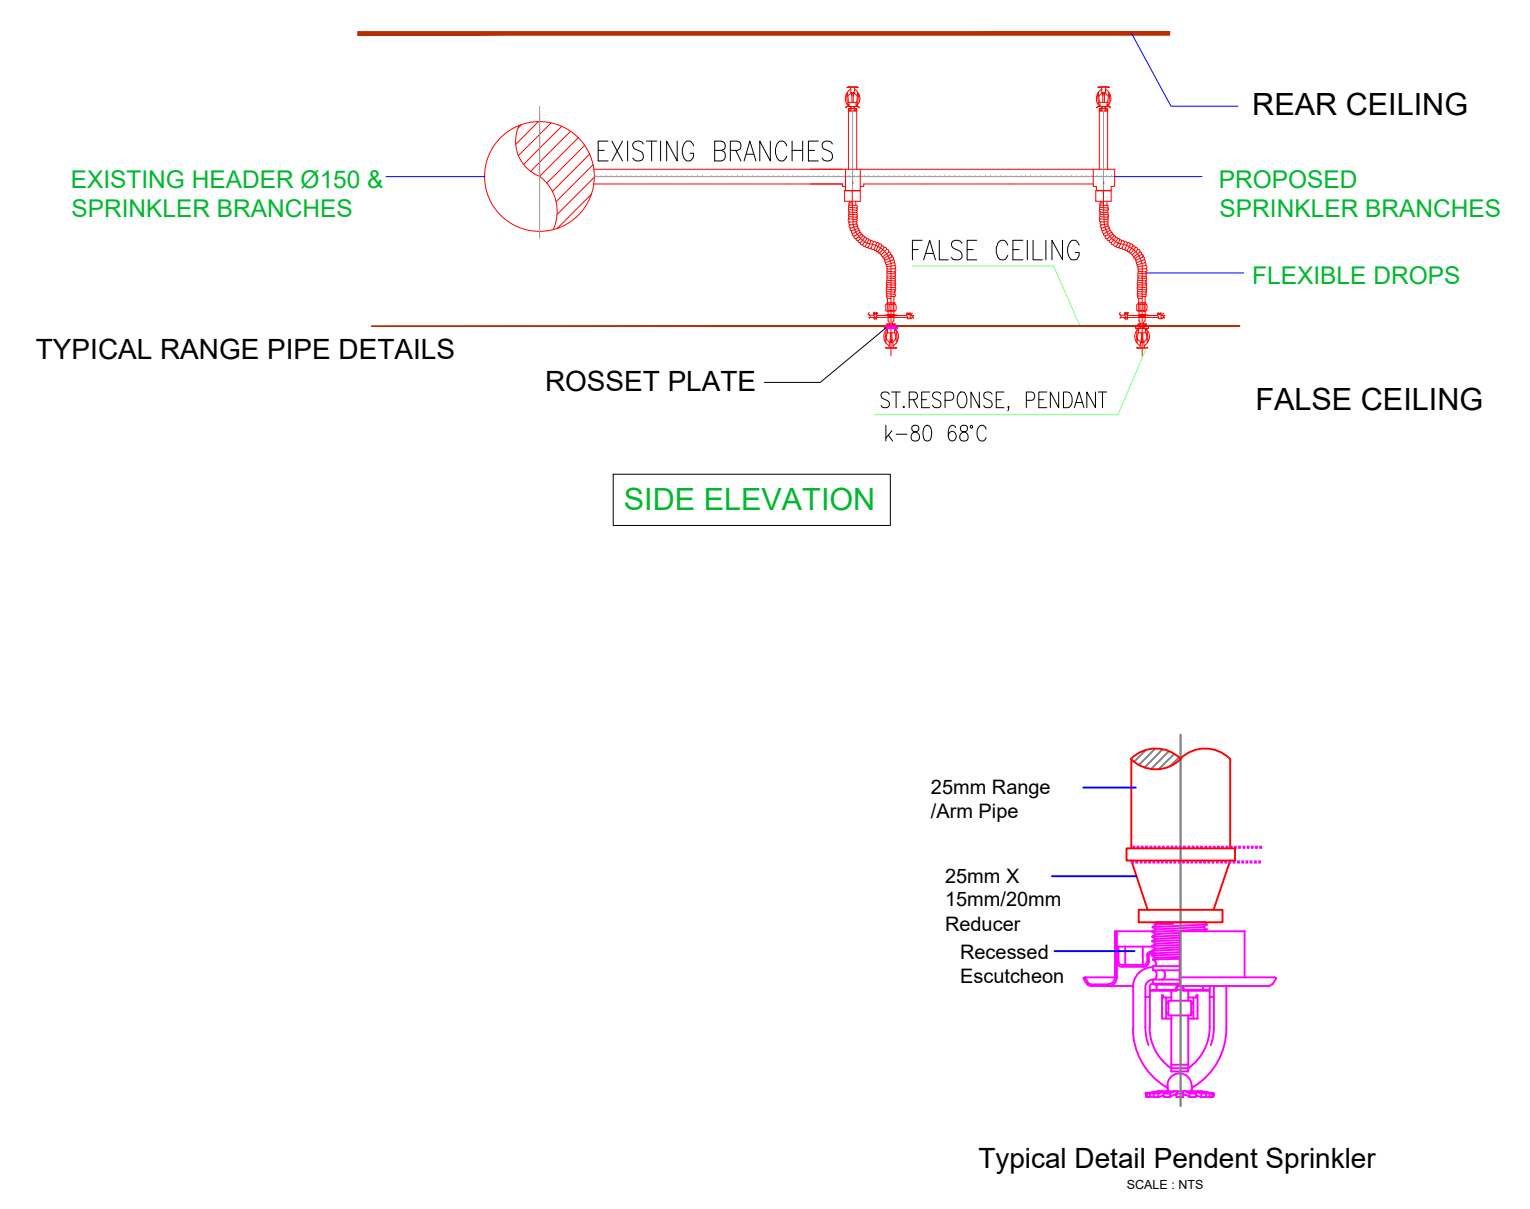 REAR CEILING
EXISTING BRANCHES
EXISTING HEADER Ø150 &
SPRINKLER BRANCHES
PROPOSED
SPRINKLER BRANCHES
FALSE CEILING
FLEXIBLE DROPS
TYPICAL RANGE PIPE DETAILS
ROSSET PLATE
ST.RESPONSE, PENDANT
k-80 68°C
FALSE CEILING
SIDE ELEVATION
25mm Range
/Arm Pipe
25mm X
15mm/20mm
Reducer
Recessed
Escutcheon
Typical Detail Pendent Sprinkler
SCALE : NTS